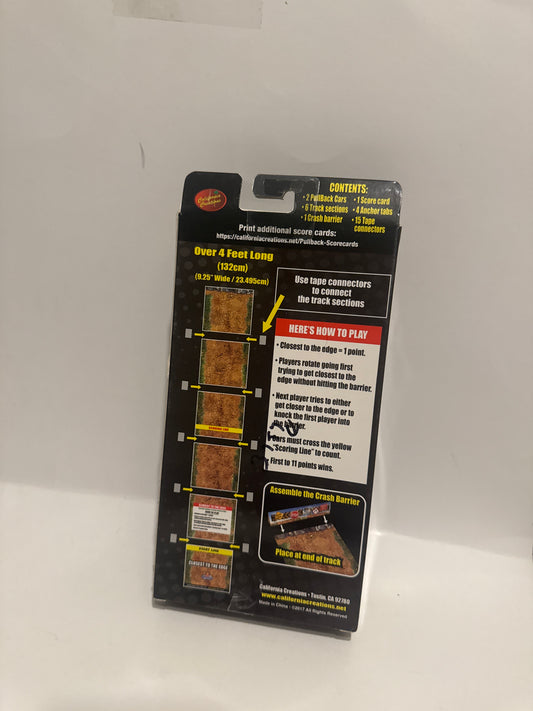 California Creations
CONTENTS:
• 2 PullBack Cars
• 6 Track sections
• 1 Crash barrier
• 1 Score card
• 4 Anchor tabs
• 15 Tape
connectors
Print additional score cards:
https://californiacreations.net/Pullback-Scorecards
Over 4 Feet Long
(132cm)
(9.25" Wide / 23.495cm)
Use tape connectors
to connect
the track sections
HERE'S HOW TO PLAY
• Closest to the edge = 1 point.
• Players rotate going first
trying to get closest to the
edge without hitting the barrier.
• Next player tries to either
get closer to the edge or to
knock the first player into
the barrier.
Cars must cross the yellow
"Scoring Line" to count.
First to 11 points wins.
SCORING LINE
START LINE
CLOSEST TO THE EDGE
Assemble the Crash Barrier
Place at end of track
California Creations - Tustin, CA 92780
www.californiacreations.net
Made in China - ©2017 All Rights Reserved